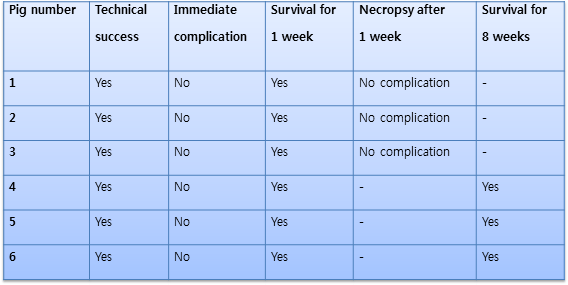 Pig number Technical success Immediate complication Survival for 1 week Necropsy after 1 week Survival for 8 weeks
1 Yes No Yes No complication -
2 Yes No Yes No complication -
3 Yes No Yes No complication -
4 Yes No Yes - Yes
5 Yes No Yes - Yes
6 Yes No Yes - Yes